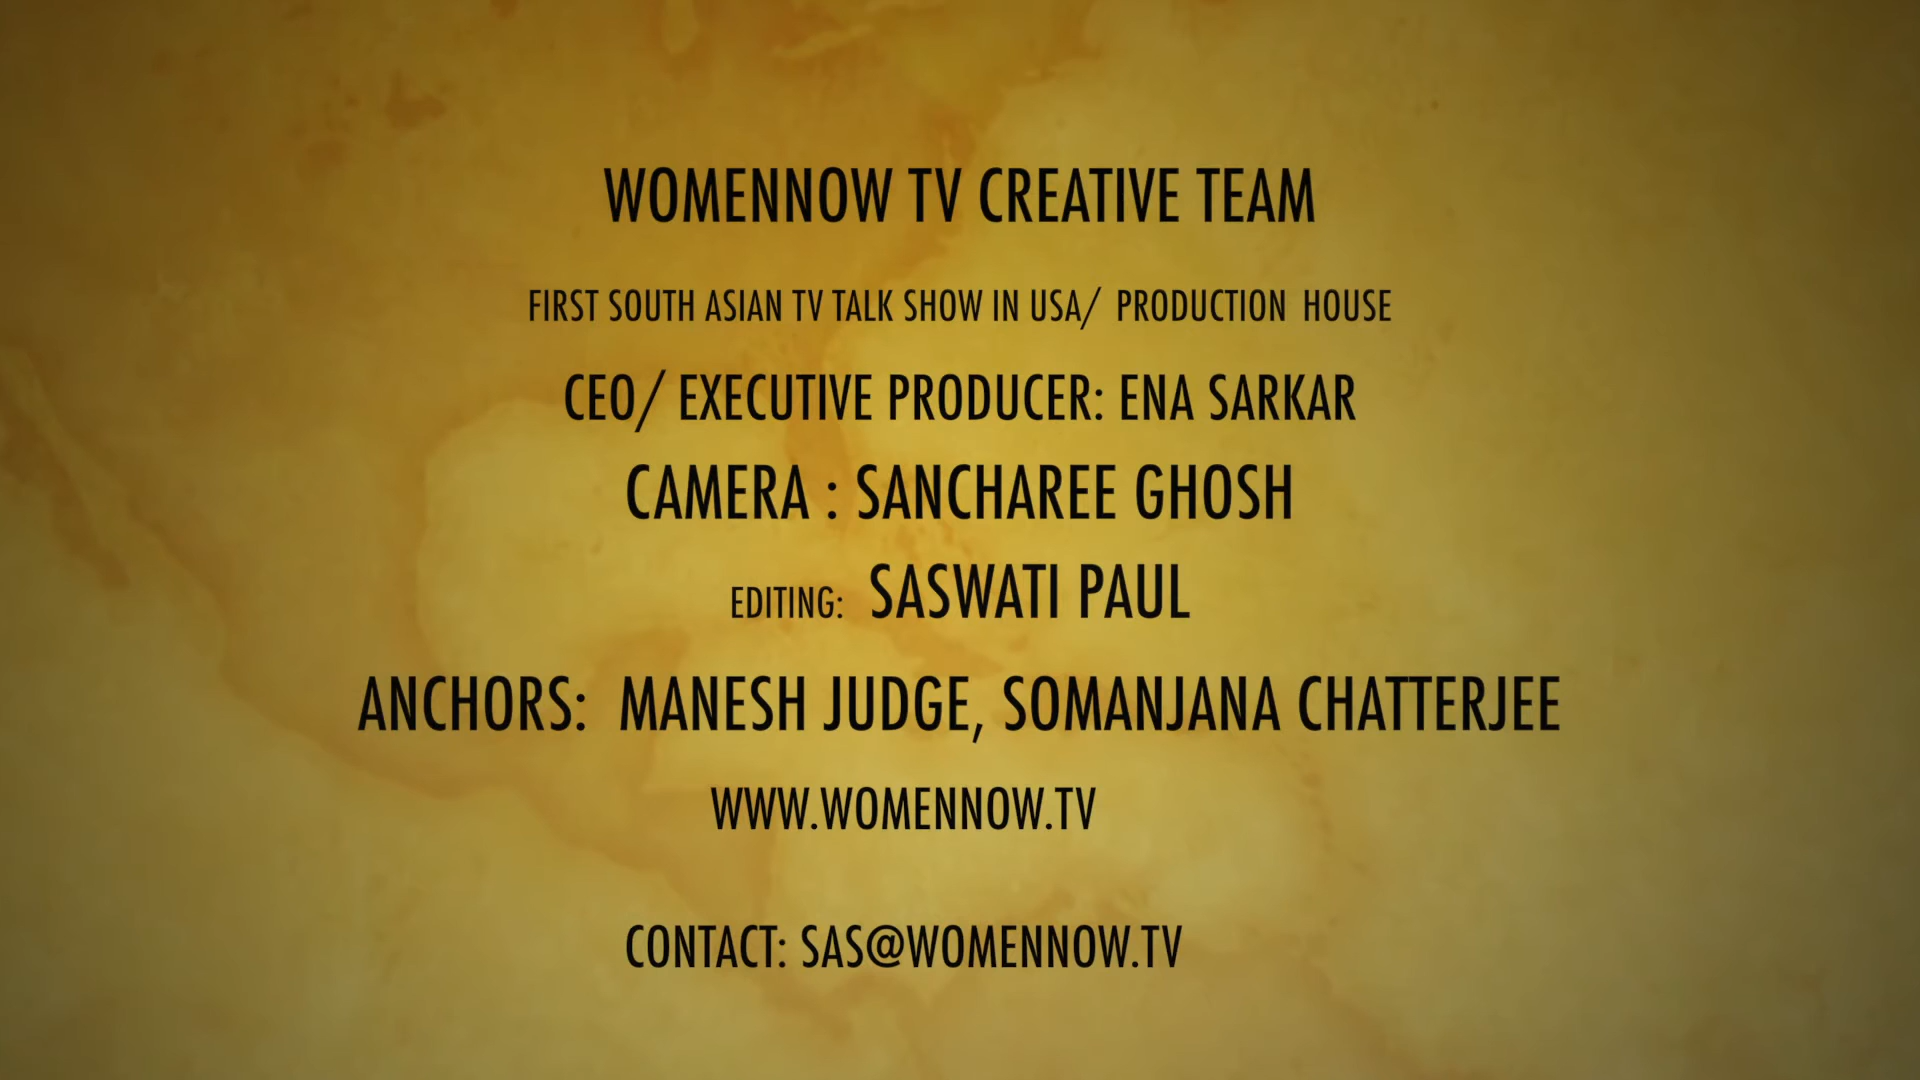 WOMENNOW TV CREATIVE TEAM
FIRST SOUTH ASIAN TV TALK SHOW IN USA/ PRODUCTION HOUSE
CEO/ EXECUTIVE PRODUCER: ENA SARKAR
CAMERA : SANCHAREE GHOSH
EDITING: SASWATI PAUL
ANCHORS: MANESH JUDGE, SOMANJANA CHATTERJEE
WWW.WOMENNOW.TV
CONTACT: SAS@WOMENNOW.TV